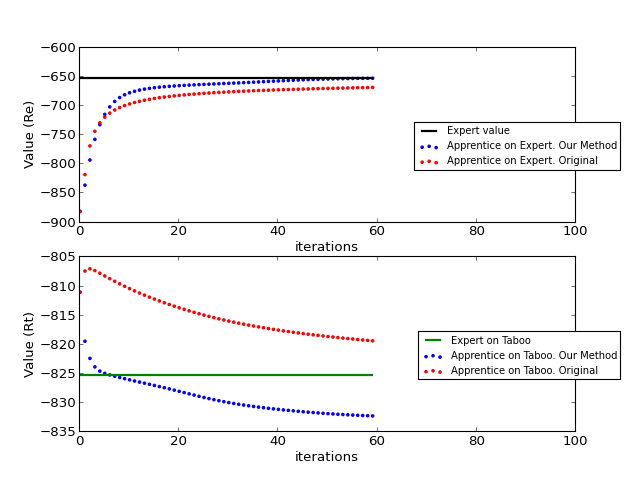 −600
−650
−700
−750
−800
−850
−900
Value (Re)
0
20
40
60
80
100
iterations
Expert value
Apprentice on Expert. Our Method
Apprentice on Expert. Original
−805
−810
−815
−820
−825
−830
−835
Value (Rt)
0
20
40
60
80
100
iterations
Expert on Taboo
Apprentice on Taboo. Our Method
Apprentice on Taboo. Original